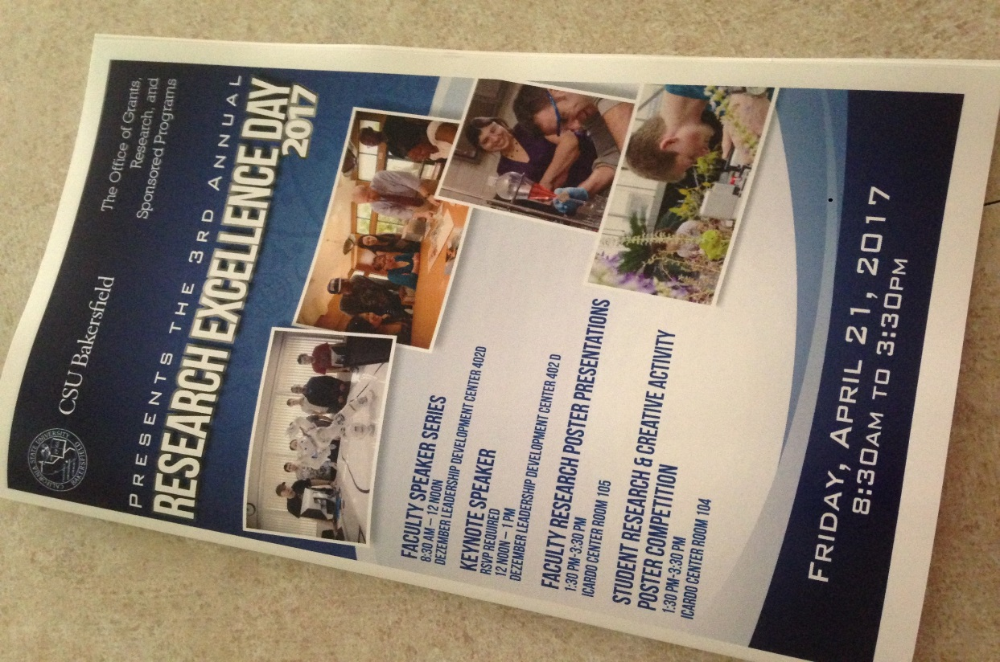 CSU Bakersfield
The Office of Grants,
Research, and
Sponsored Programs
PRESENTS THE 3RD ANNUAL
RESEARCH EXCELLENCE DAY
2017
FACULTY SPEAKER SERIES
8:30 AM – 12 NOON
DEZEMBER LEADERSHIP DEVELOPMENT CENTER 402D
KEYNOTE SPEAKER
RSVP REQUIRED
12 NOON – 1 PM
DEZEMBER LEADERSHIP DEVELOPMENT CENTER 402 D
FACULTY RESEARCH POSTER PRESENTATIONS
1:30 PM-3:30 PM
ICARDO CENTER ROOM 105
STUDENT RESEARCH & CREATIVE ACTIVITY
POSTER COMPETITION
1:30 PM-3:30 PM
ICARDO CENTER ROOM 104
FRIDAY, APRIL 21, 2017
8:30AM TO 3:30PM
CALIFORNIA STATE UNIVERSITY
BAKERSFIELD